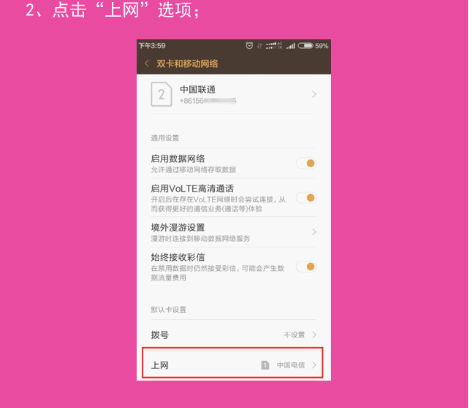 2、点击“上网”选项；
下午3:59
59%
双卡和移动网络
2
中国联通
+86156
通用设置
启用数据网络
允许通过移动网络存取数据
启用VoLTE高清通话
开启后在存在VoLTE网络时会尝试连接，从
而获得更好的通信业务(通话等)体验
境外漫游设置
漫游时连接到移动数据网络服务
始终接收彩信
在禁用数据时仍然接受彩信，可能会产生数
据流量费用
默认卡设置
拨号
不设置
上网
1
中国电信